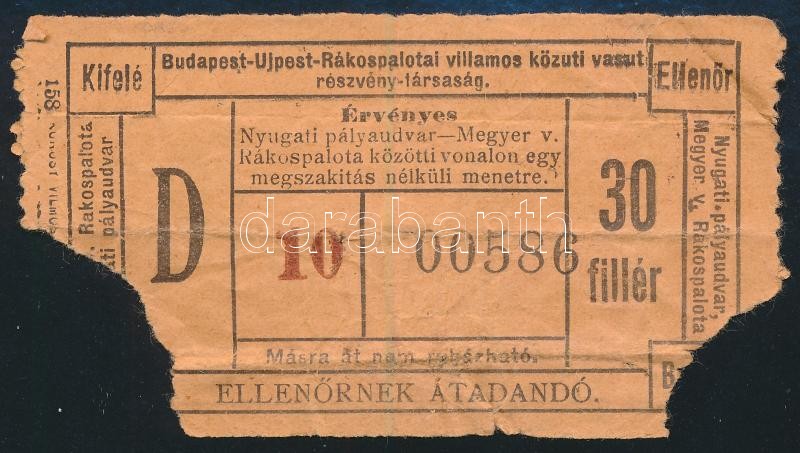 Kifelé
Budapest-Ujpest-Rákospalotai villamos közuti vasut
részvény-társaság.
Ellenőr
Érvényes
Nyugati pályaudvar—Megyer v.
Rákospalota közötti vonalon egy
megszakitás nélküli menetre.
D
10
00586
30
fillér
Másra át nem ruházható.
ELLENŐRNEK ÁTADANDÓ.
Rákospalota
pályaudvar
158
Nyugati pályaudvar,
Megyer v. Rákospalota
B
darabanth